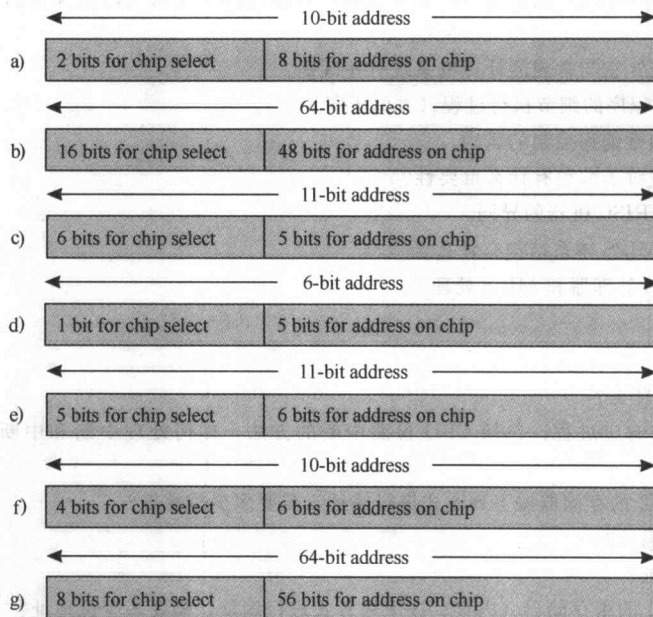 10-bit address
a) 2 bits for chip select 8 bits for address on chip
64-bit address
b) 16 bits for chip select 48 bits for address on chip
11-bit address
c) 6 bits for chip select 5 bits for address on chip
6-bit address
d) 1 bit for chip select 5 bits for address on chip
11-bit address
e) 5 bits for chip select 6 bits for address on chip
10-bit address
f) 4 bits for chip select 6 bits for address on chip
64-bit address
g) 8 bits for chip select 56 bits for address on chip